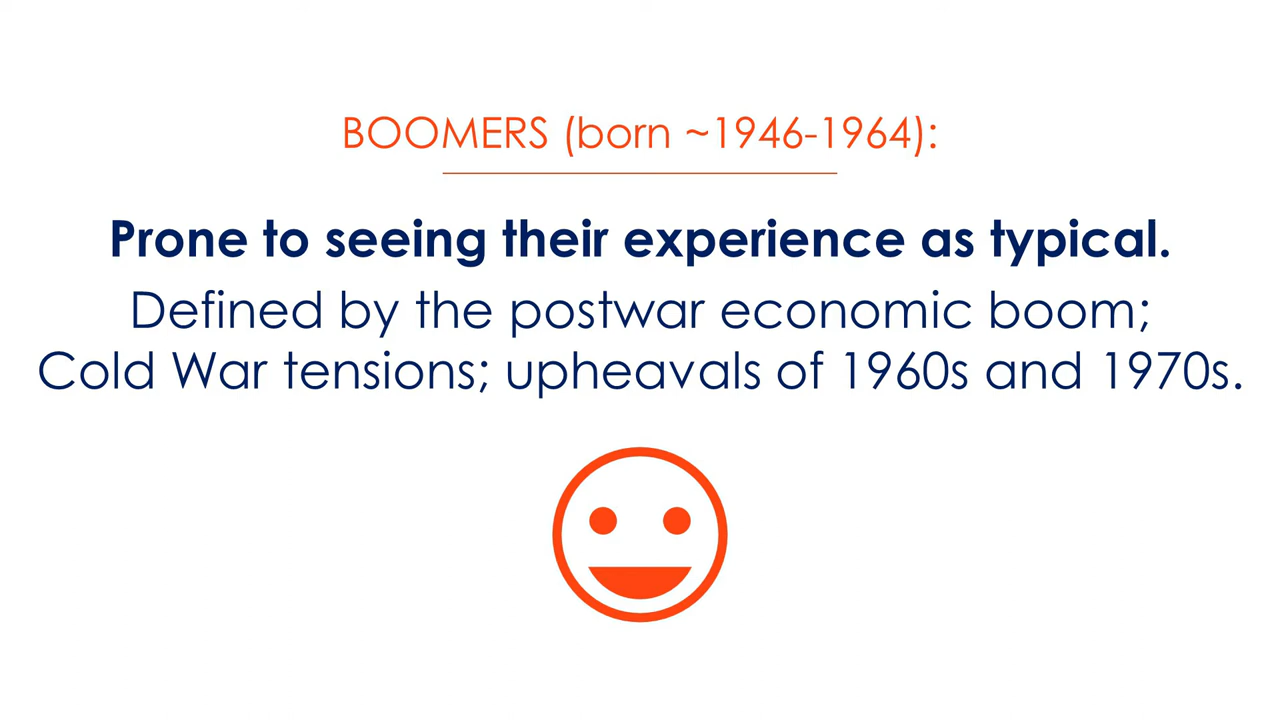 BOOMERS (born ~1946-1964):
Prone to seeing their experience as typical.
Defined by the postwar economic boom;
Cold War tensions; upheavals of 1960s and 1970s.